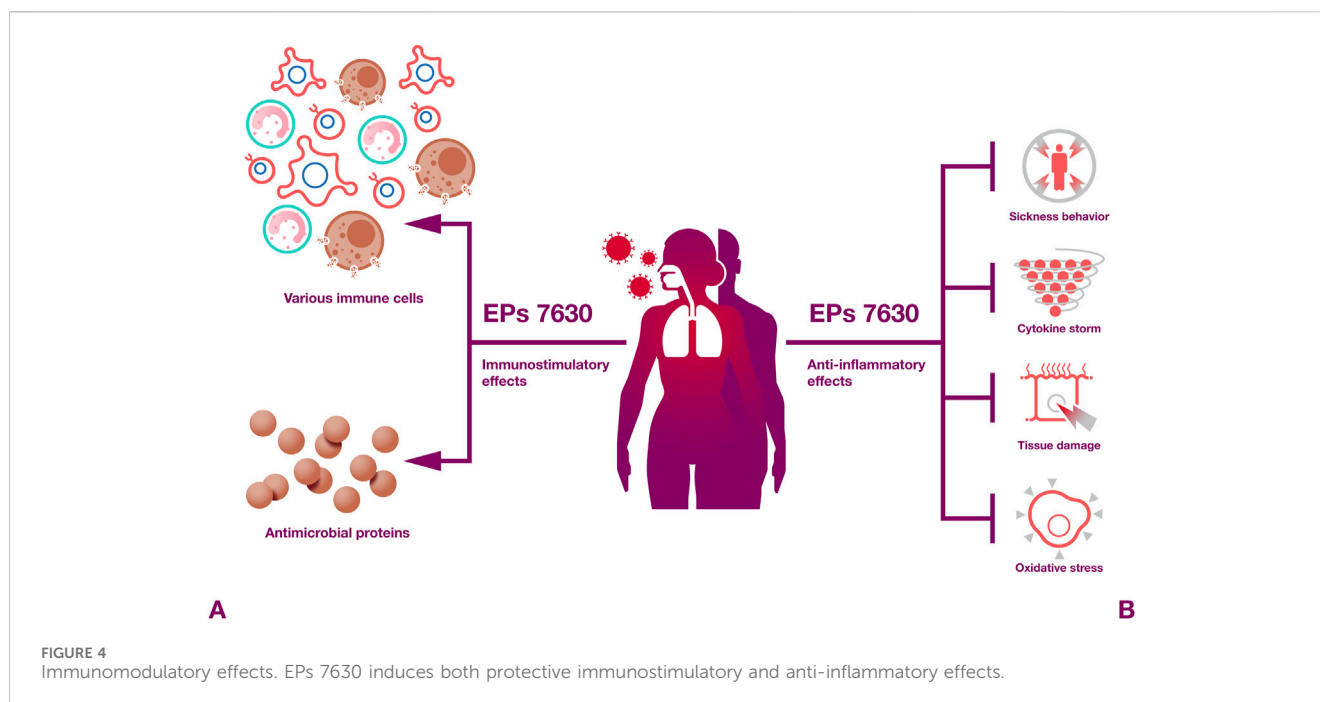 Various immune cells
Antimicrobial proteins
EPs 7630
Immunostimulatory
effects
EPs 7630
Anti-inflammatory
effects
Sickness behavior
Cytokine storm
Tissue damage
Oxidative stress
A
B
FIGURE 4
Immunomodulatory effects. EPs 7630 induces both protective immunostimulatory and anti-inflammatory effects.